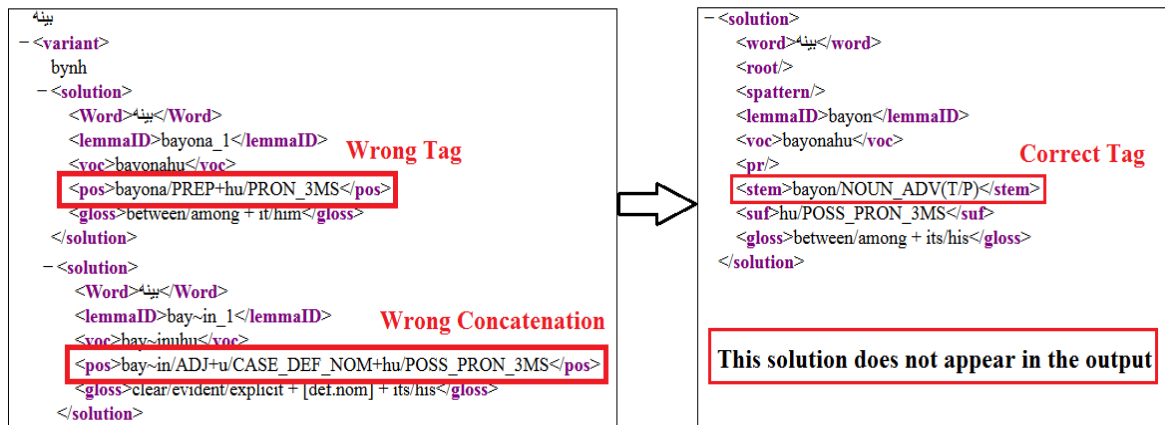 بينه
– <variant>
bynh
– <solution>
<Word>بينه</Word>
<lemmaID>bayona_1</lemmaID>
<voc>bayonahu</voc>
Wrong Tag
<pos>bayona/PREP+hu/PRON_3MS</pos>
<gloss>between/among + it/him</gloss>
</solution>
– <solution>
<Word>بينه</Word>
<lemmaID>bay~in_1</lemmaID>
<voc>bay~inuhu</voc>
Wrong Concatenation
<pos>bay~in/ADJ+u/CASE_DEF_NOM+hu/POSS_PRON_3MS</pos>
<gloss>clear/evident/explicit + [def.nom] + its/his</gloss>
</solution>
– <solution>
<word>بينه</word>
<root/>
<spattern/>
<lemmaID>bayon</lemmaID>
<voc>bayonahu</voc>
<pr/>
Correct Tag
<stem>bayon/NOUN_ADV(T/P)</stem>
<suf>hu/POSS_PRON_3MS</suf>
<gloss>between/among + its/his</gloss>
</solution>
This solution does not appear in the output